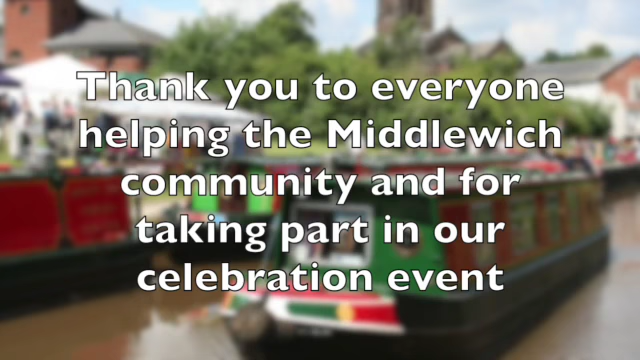 Thank you to everyone
helping the Middlewich
community and for
taking part in our
celebration event